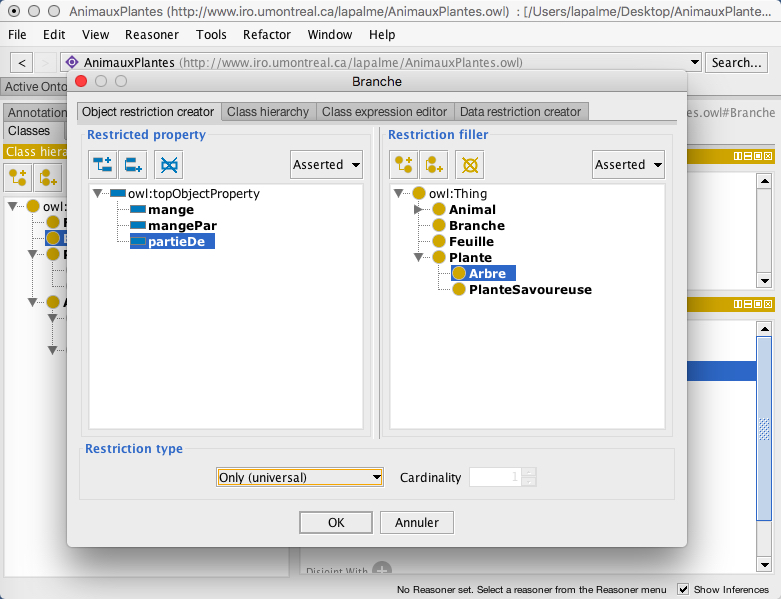 AnimauxPlantes (http://www.iro.umontreal.ca/lapalme/AnimauxPlantes.owl) : [/Users/lapalme/Desktop/AnimauxPlante...
File Edit View Reasoner Tools Refactor Window Help
< > AnimauxPlantes (http://www.iro.umontreal.ca/lapalme/AnimauxPlantes.owl) Search...
Active Onto
Branche
Annotation
es.owl#Branche
Object restriction creator Class hierarchy Class expression editor Data restriction creator
Classes
Restricted property Restriction filler
Class hiera
Asserted Asserted
owl:topObjectProperty
mange
mangePar
partieDe
owl:Thing
Animal
Branche
Feuille
Plante
Arbre
PlanteSavoureuse
owl:
Restriction type
Only (universal) Cardinality 1
OK Annuler
Disjoint With
No Reasoner set. Select a reasoner from the Reasoner menu Show Inferences